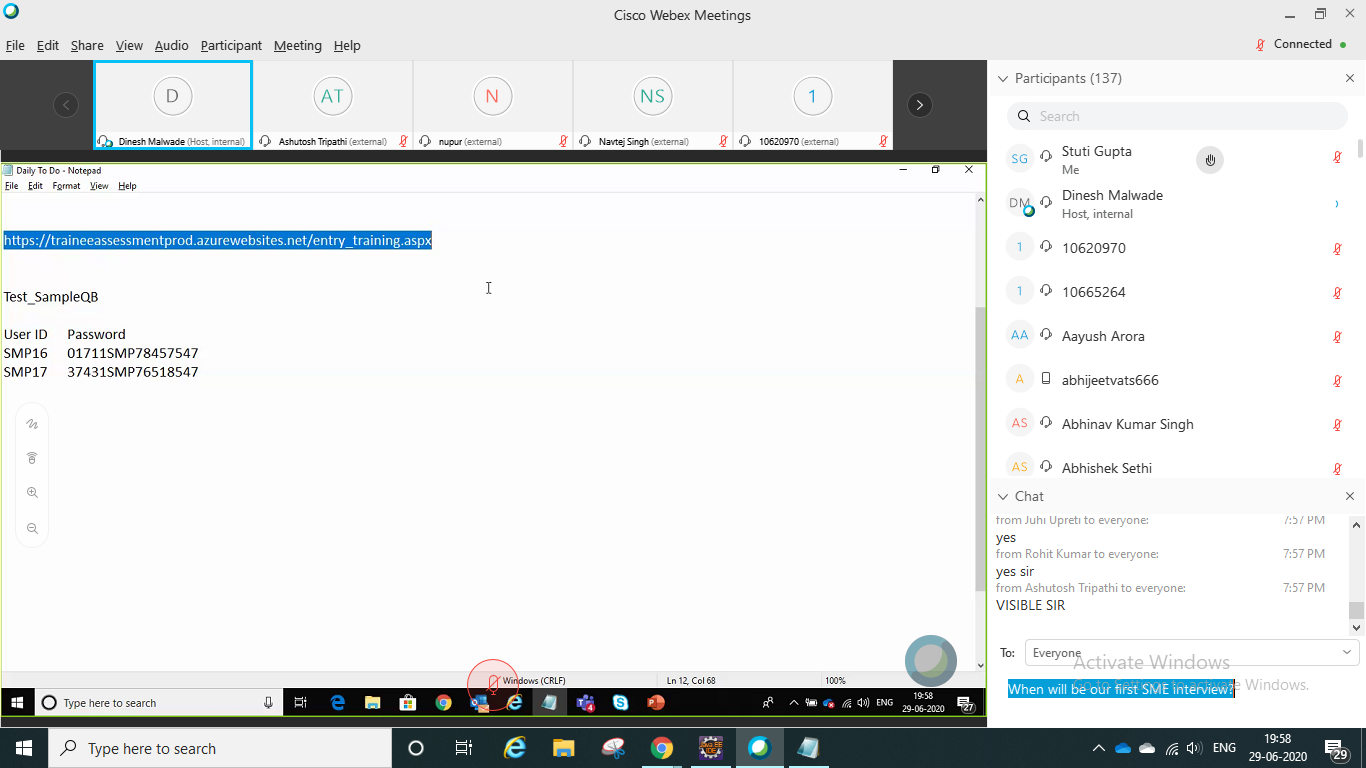 Cisco Webex Meetings
File Edit Share View Audio Participant Meeting Help
Connected
D
AT
N
NS
1
Dinesh Malwade (Host, internal)
Ashutosh Tripathi (external)
nupur (external)
Navtej Singh (external)
10620970 (external)
Daily To Do - Notepad
File Edit Format View Help
https://traineeassessmentprod.azurewebsites.net/entry_training.aspx
Test_SampleQB
User ID Password
SMP16 01711SMP78457547
SMP17 37431SMP76518547
Windows (CRLF) Ln 12, Col 68 100%
Type here to search
ENG
19:58
29-06-2020
27
Participants (137)
Search
SG Stuti Gupta
Me
DM Dinesh Malwade
Host, internal
1 10620970
1 10665264
AA Aayush Arora
A abhijeetvats666
AS Abhinav Kumar Singh
AS Abhishek Sethi
Chat
from Juhi Upreti to everyone: 7:57 PM
yes
from Rohit Kumar to everyone: 7:57 PM
yes sir
from Ashutosh Tripathi to everyone: 7:57 PM
VISIBLE SIR
To: Everyone
Activate Windows
Go to Settings to activate Windows.
When will be our first SME interview?
Type here to search
JAVA EE
IDE
ENG
19:58
29-06-2020
29